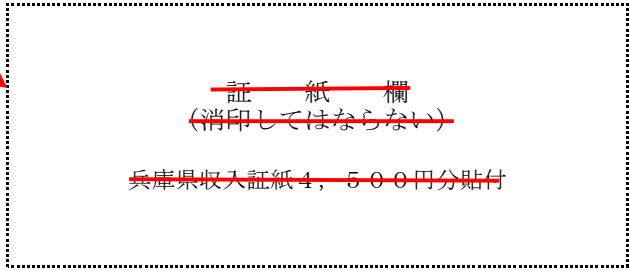 証　　紙　　欄
（消印してはならない）
兵庫県収入証紙４，５００円分貼付